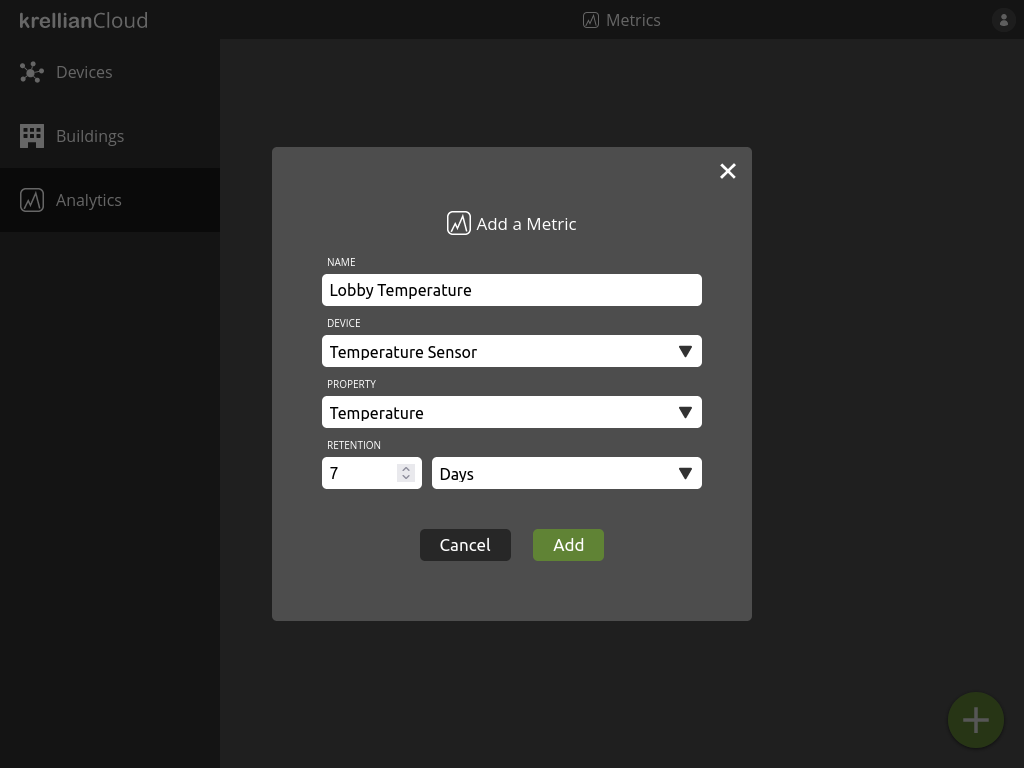 krellianCloud
Metrics
Devices
Buildings
Analytics
Add a Metric
NAME
Lobby Temperature
DEVICE
Temperature Sensor
PROPERTY
Temperature
RETENTION
7 Days
Cancel Add